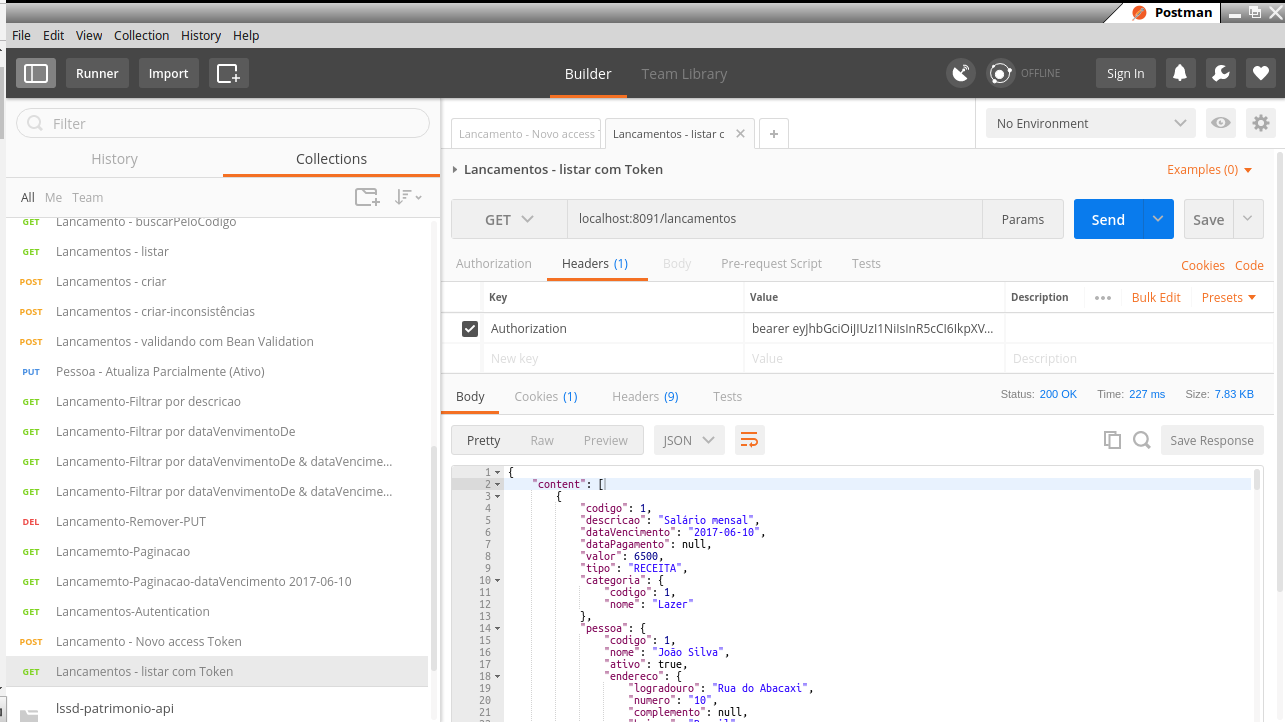 Postman
File Edit View Collection History Help
Runner Import Builder Team Library OFFLINE Sign In
Filter
History Collections
All Me Team
GET Lancamento - buscarPeloCodigo
GET Lancamentos - listar
POST Lancamentos - criar
POST Lancamentos - criar-inconsistências
POST Lancamentos - validando com Bean Validation
PUT Pessoa - Atualiza Parcialmente (Ativo)
GET Lancamento-Filtrar por descricao
GET Lancamento-Filtrar por dataVenvimentoDe
GET Lancamento-Filtrar por dataVenvimentoDe & dataVencime...
GET Lancamento-Filtrar por dataVenvimentoDe & dataVencime...
DEL Lancamento-Remover-PUT
GET Lancamemto-Paginacao
GET Lancamemto-Paginacao-dataVencimento 2017-06-10
GET Lancamentos-Autentication
POST Lancamento - Novo access Token
GET Lancamentos - listar com Token
lssd-patrimonio-api
Lancamento - Novo access Lancamentos - listar c × + No Environment
Lancamentos - listar com Token Examples (0)
GET localhost:8091/lancamentos Params Send Save
Authorization Headers (1) Body Pre-request Script Tests Cookies Code
Key Value Description ••• Bulk Edit Presets
Authorization bearer eyJhbGciOiJIUzI1NiIsInR5cCI6IkpXV...
New key Value Description
Body Cookies (1) Headers (9) Tests Status: 200 OK Time: 227 ms Size: 7.83 KB
Pretty Raw Preview JSON Save Response
1 {
2 "content": [
3 {
4 "codigo": 1,
5 "descricao": "Salário mensal",
6 "dataVencimento": "2017-06-10",
7 "dataPagamento": null,
8 "valor": 6500,
9 "tipo": "RECEITA",
10 "categoria": {
11 "codigo": 1,
12 "nome": "Lazer"
13 },
14 "pessoa": {
15 "codigo": 1,
16 "nome": "João Silva",
17 "ativo": true,
18 "endereco": {
19 "logradouro": "Rua do Abacaxi",
20 "numero": "10",
21 "complemento": null,